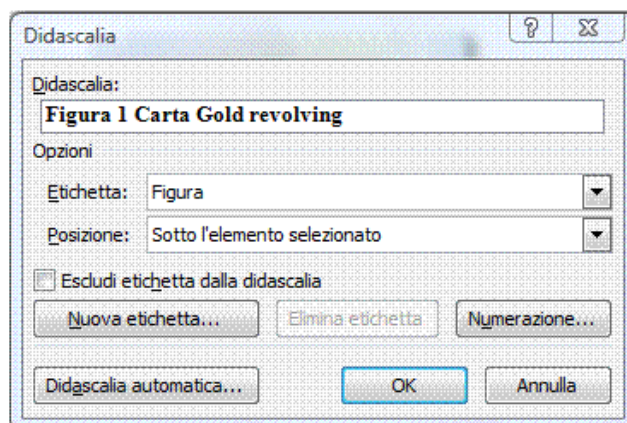 Didascalia
Didascalia:
Figura 1 Carta Gold revolving
Opzioni
Etichetta: Figura
Posizione: Sotto l'elemento selezionato
Escludi etichetta dalla didascalia
Nuova etichetta... Elimina etichetta Numerazione...
Didascalia automatica... OK Annulla